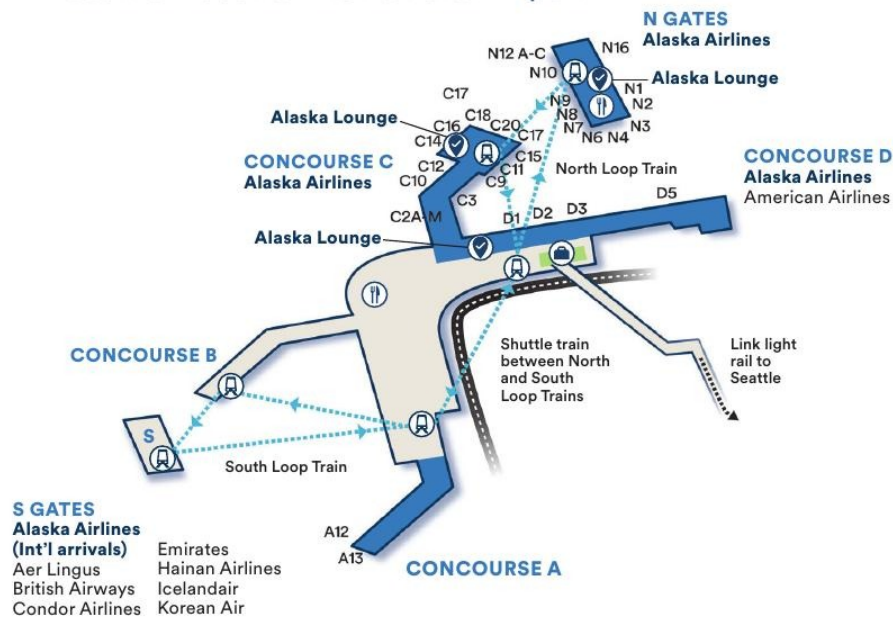 N GATES
Alaska Airlines
N12 A-C
N16
N10
Alaska Lounge
N1
N2
N9
N8
N7
N3
N6 N4
C17
Alaska Lounge
C18
C16
C20
C14
C17
CONCOURSE C
Alaska Airlines
C12
C15
C11
C10
C9
North Loop Train
CONCOURSE D
Alaska Airlines
American Airlines
C3
C2A-M
D1
D2
D3
D5
Alaska Lounge
CONCOURSE B
Shuttle train
between North
and South
Loop Trains
Link light
rail to
Seattle
S
South Loop Train
S GATES
Alaska Airlines
(Int'l arrivals)
Aer Lingus
British Airways
Condor Airlines
Emirates
Hainan Airlines
Icelandair
Korean Air
A12
A13
CONCOURSE A